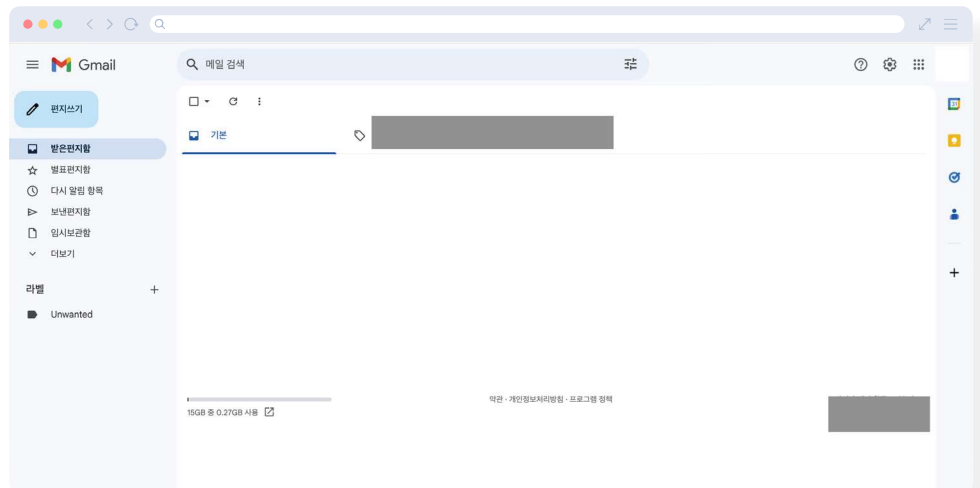 Gmail
메일 검색
편지쓰기
받은편지함
별표편지함
다시 알림 항목
보낸편지함
임시보관함
더보기
라벨
Unwanted
기본
15GB 중 0.27GB 사용
약관 · 개인정보처리방침 · 프로그램 정책
31